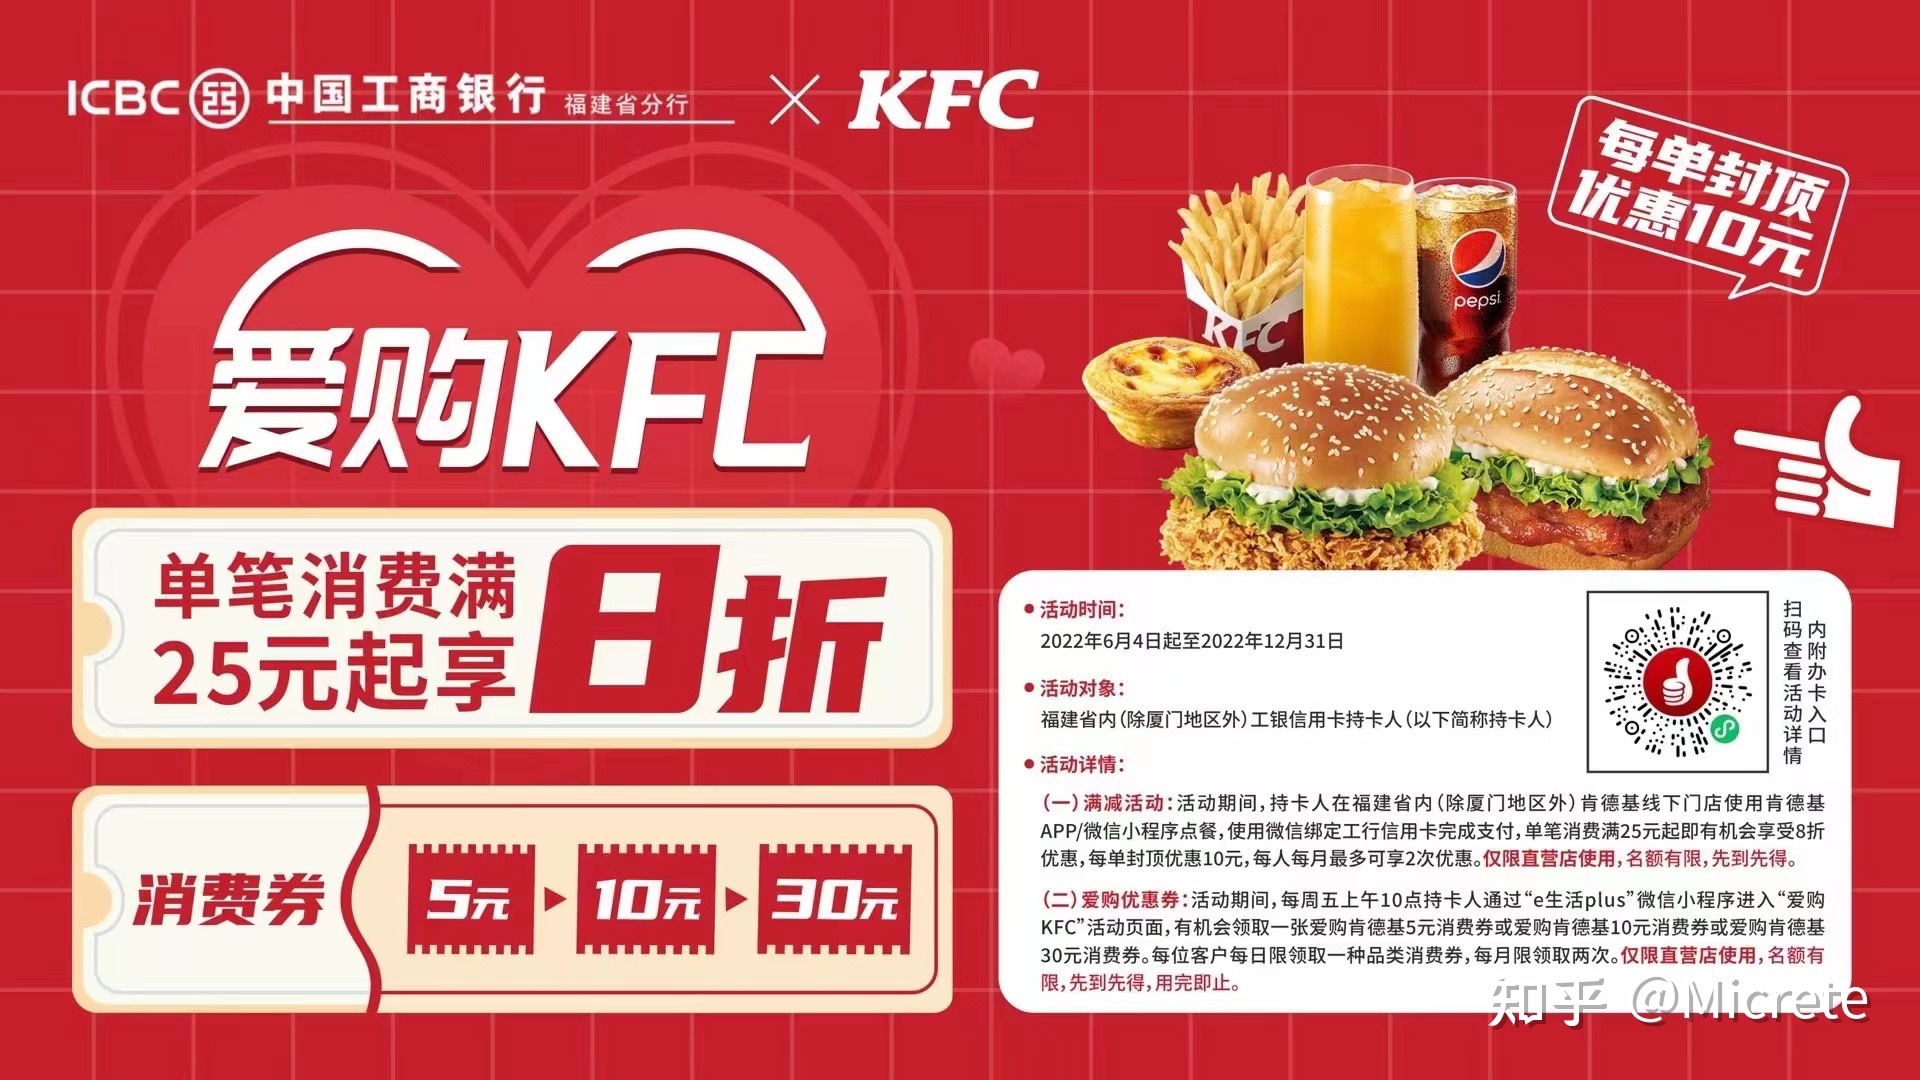 ICBC 中国工商银行 福建省分行 × KFC
每单封顶
优惠10元
KFC
pepsi
爱购KFC
单笔消费满
25元起享
8折
消费券
5元
10元
30元
活动时间：
2022年6月4日起至2022年12月31日
活动对象：
福建省内（除厦门地区外）工银信用卡持卡人（以下简称持卡人）
活动详情：
（一）满减活动：活动期间，持卡人在福建省内（除厦门地区外）肯德基线下门店使用肯德基
APP/微信小程序点餐，使用微信绑定工行信用卡完成支付，单笔消费满25元起即有机会享受8折
优惠，每单封顶优惠10元，每人每月最多可享2次优惠。仅限直营店使用，名额有限，先到先得。
（二）爱购优惠券：活动期间，每周五上午10点持卡人通过“e生活plus”微信小程序进入“爱购
KFC”活动页面，有机会领取一张爱购肯德基5元消费券或爱购肯德基10元消费券或爱购肯德基
30元消费券。每位客户每日限领取一种品类消费券，每月限领取两次。仅限直营店使用，名额有
限，先到先得，用完即止。
扫码查看活动详情
内附办卡入口
知乎 @Micrete